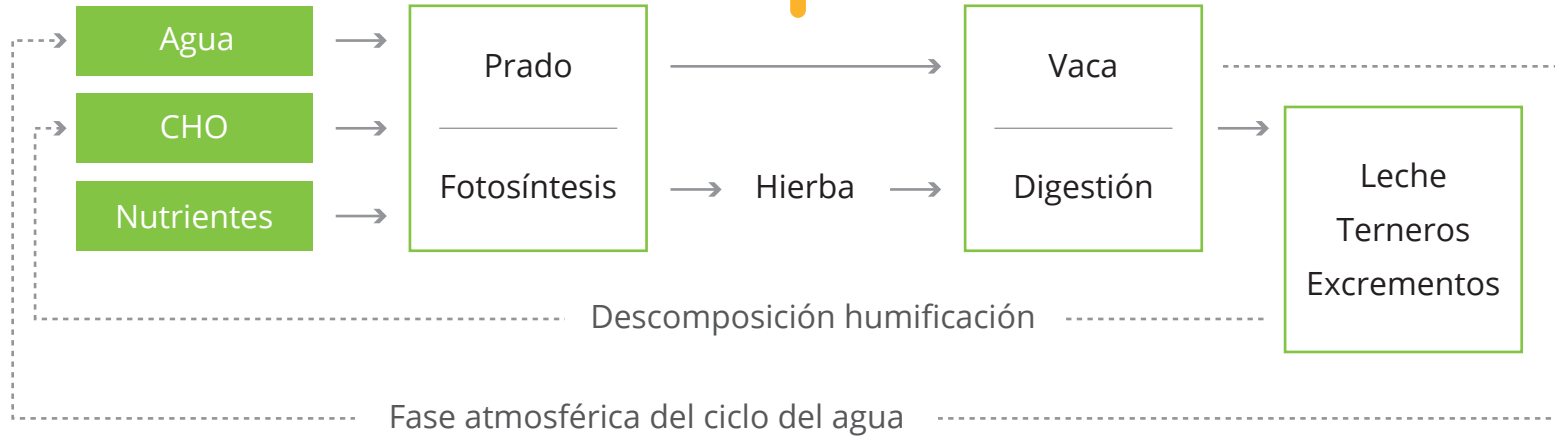 Agua
CHO
Nutrientes
Prado
Fotosíntesis
Hierba
Vaca
Digestión
Leche
Terneros
Excrementos
Descomposición humificación
Fase atmosférica del ciclo del agua